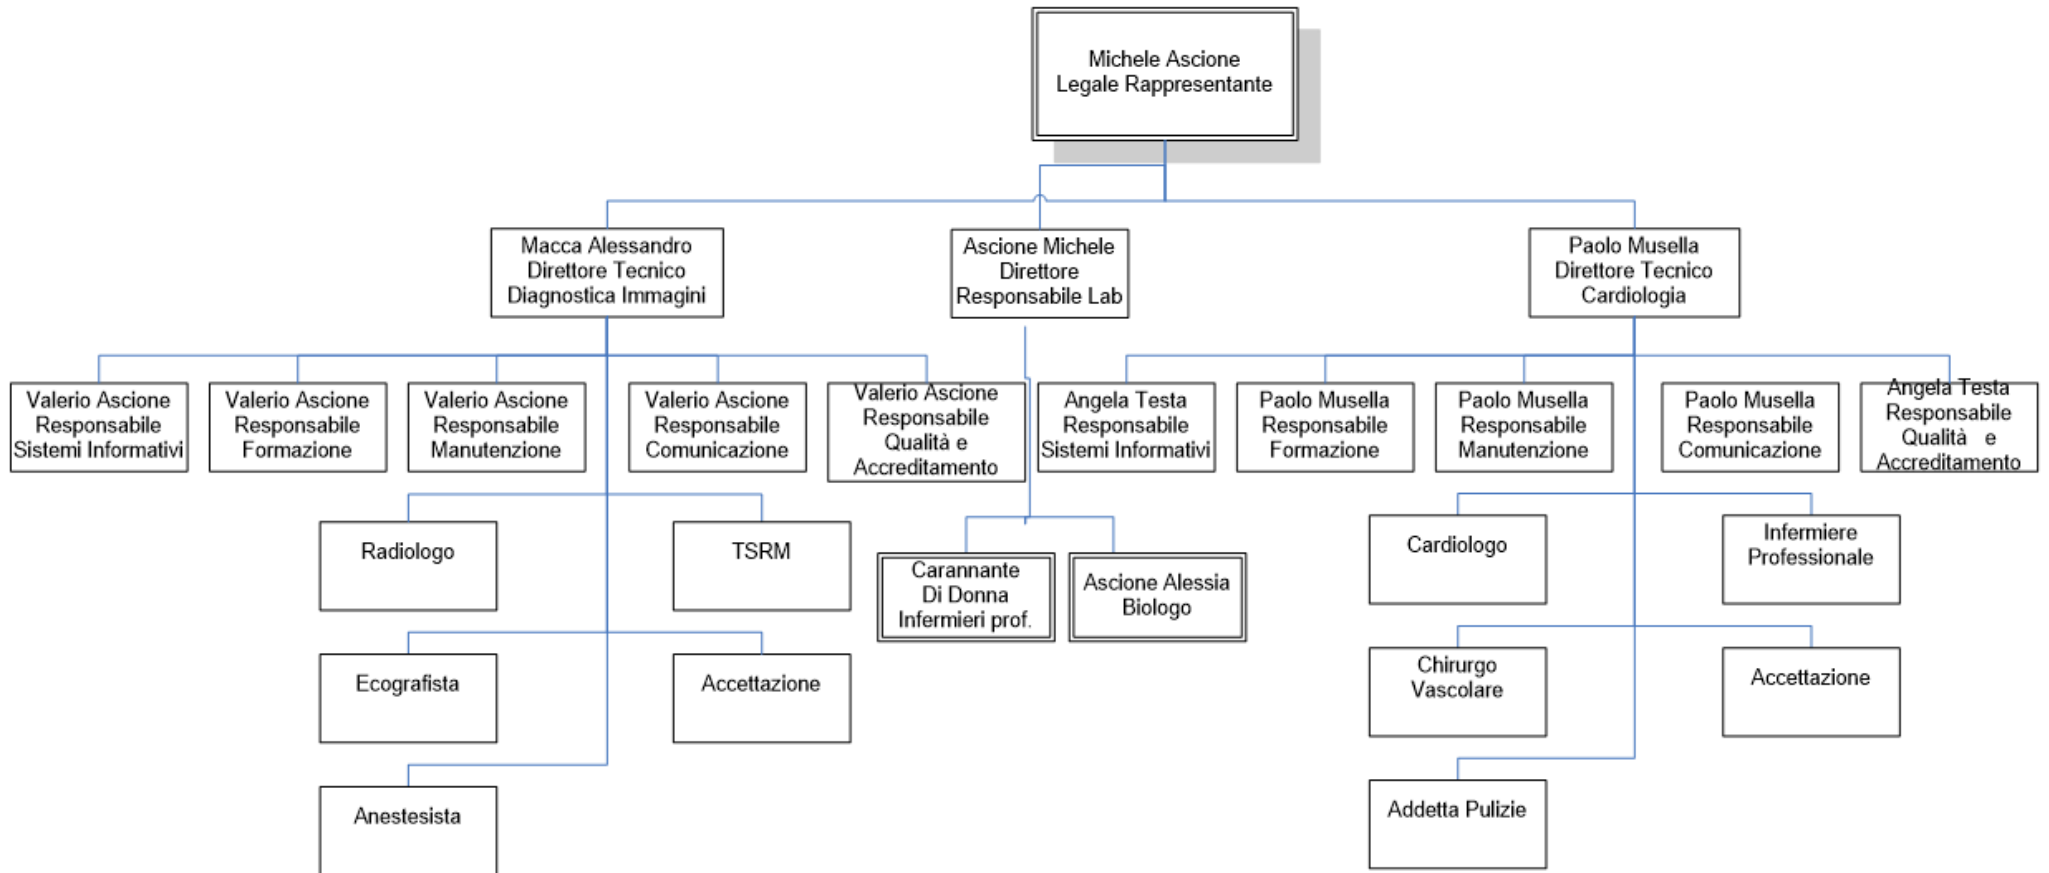 Michele Ascione
Legale Rappresentante
Macca Alessandro
Direttore Tecnico
Diagnostica Immagini
Ascione Michele
Direttore
Responsabile Lab
Paolo Musella
Direttore Tecnico
Cardiologia
Valerio Ascione
Responsabile
Sistemi Informativi
Valerio Ascione
Responsabile
Formazione
Valerio Ascione
Responsabile
Manutenzione
Valerio Ascione
Responsabile
Comunicazione
Valerio Ascione
Responsabile
Qualità e
Accreditamento
Angela Testa
Responsabile
Sistemi Informativi
Paolo Musella
Responsabile
Formazione
Paolo Musella
Responsabile
Manutenzione
Paolo Musella
Responsabile
Comunicazione
Angela Testa
Responsabile
Qualità e
Accreditamento
Radiologo
TSRM
Carannante
Di Donna
Infermieri prof.
Ascione Alessia
Biologo
Cardiologo
Infermiere
Professionale
Ecografista
Accettazione
Chirurgo
Vascolare
Accettazione
Anestesista
Addetta Pulizie